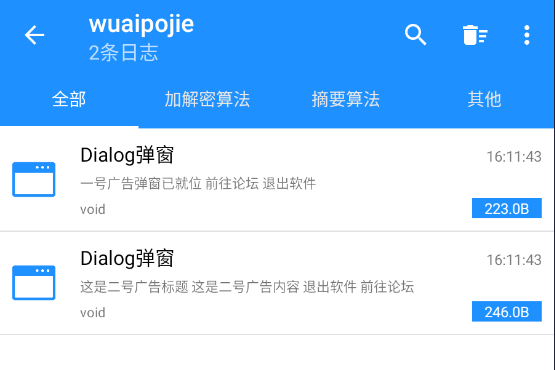 wuaipojie
2条日志
全部 加解密算法 摘要算法 其他
Dialog弹窗 16:11:43
一号广告弹窗已就位 前往论坛 退出软件
void 223.0B
Dialog弹窗 16:11:43
这是二号广告标题 这是二号广告内容 退出软件 前往论坛
void 246.0B